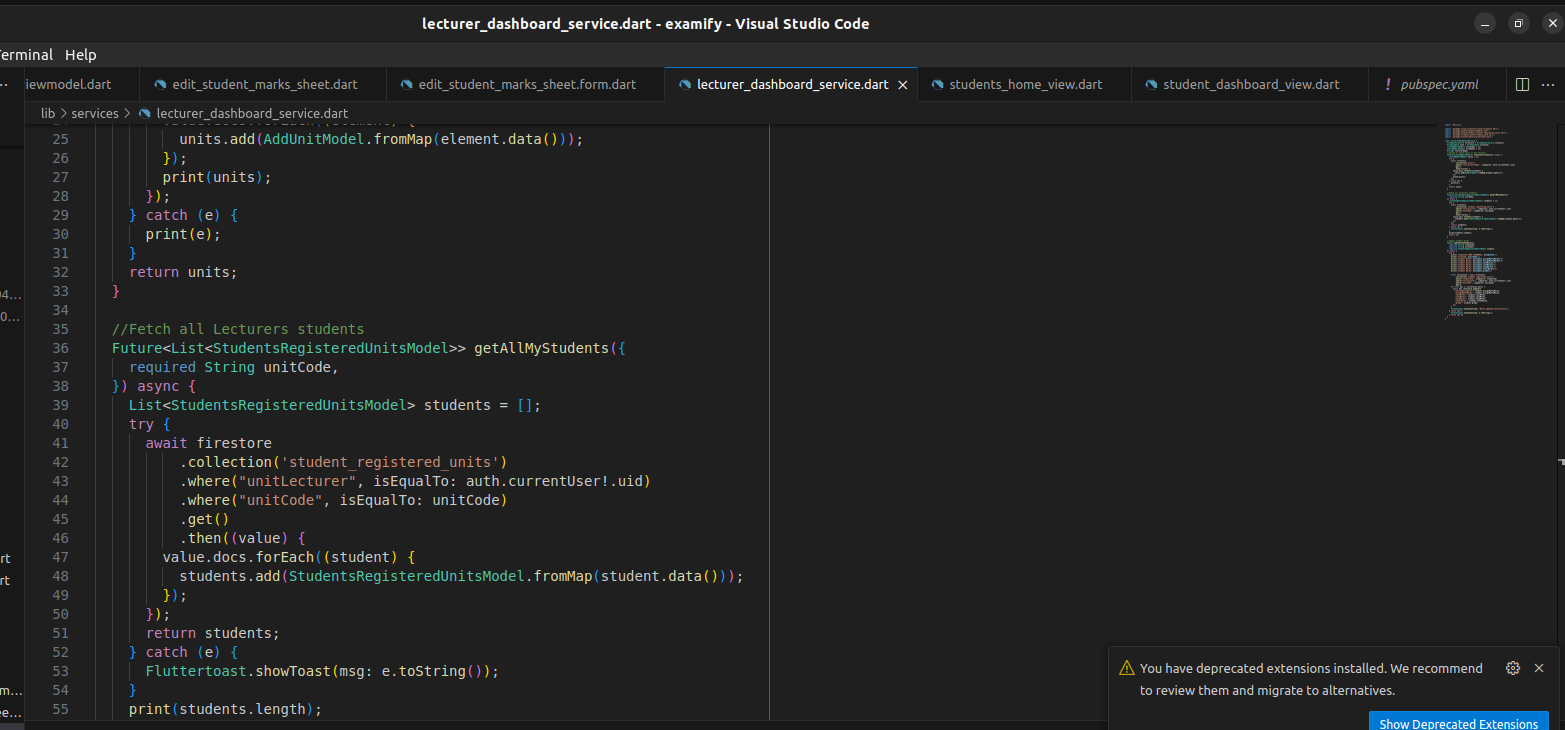 lecturer_dashboard_service.dart - examify - Visual Studio Code
Terminal Help
iewmodel.dart edit_student_marks_sheet.dart edit_student_marks_sheet.form.dart lecturer_dashboard_service.dart students_home_view.dart student_dashboard_view.dart ! pubspec.yaml
lib > services > lecturer_dashboard_service.dart
25 units.add(AddUnitModel.fromMap(element.data()));
26 });
27 print(units);
28 });
29 } catch (e) {
30 print(e);
31 }
32 return units;
33 }
34
35 //Fetch all Lecturers students
36 Future<List<StudentsRegisteredUnitsModel>> getAllMyStudents({
37 required String unitCode,
38 }) async {
39 List<StudentsRegisteredUnitsModel> students = [];
40 try {
41 await firestore
42 .collection('student_registered_units')
43 .where("unitLecturer", isEqualTo: auth.currentUser!.uid)
44 .where("unitCode", isEqualTo: unitCode)
45 .get()
46 .then((value) {
47 value.docs.forEach((student) {
48 students.add(StudentsRegisteredUnitsModel.fromMap(student.data()));
49 });
50 });
51 return students;
52 } catch (e) {
53 Fluttertoast.showToast(msg: e.toString());
54 }
55 print(students.length);
04...
0...
rt
rt
m...
ee...
You have deprecated extensions installed. We recommend
to review them and migrate to alternatives.
Show Deprecated Extensions